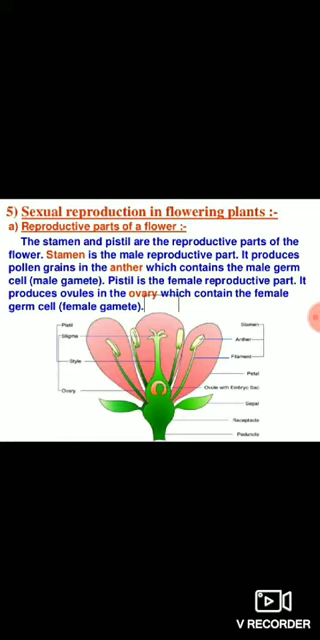 5) Sexual reproduction in flowering plants :-
a) Reproductive parts of a flower :-
The stamen and pistil are the reproductive parts of the
flower. Stamen is the male reproductive part. It produces
pollen grains in the anther which contains the male germ
cell (male gamete). Pistil is the female reproductive part. It
produces ovules in the ovary which contain the female
germ cell (female gamete).
Pistil
Stigma
Style
Ovary
Stamen
Anther
Filament
Petal
Ovule with Embryo Sac
Sepal
Receptacle
Peduncle
V RECORDER